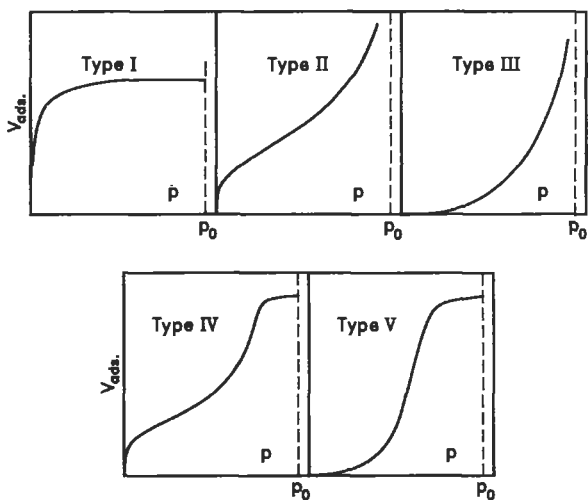 Type I
Type II
Type III
Vads.
p
p
p
p₀
p₀
p₀
Type IV
Type V
Vads.
p
p
p₀
p₀